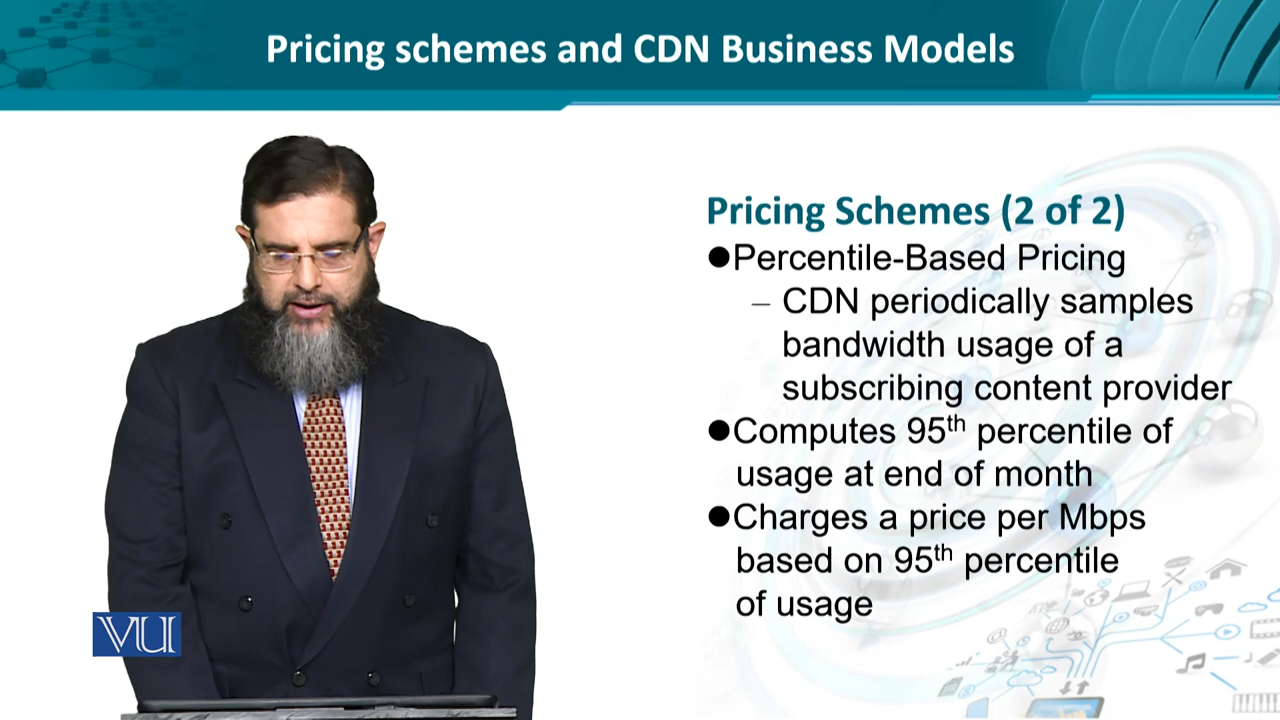 Pricing schemes and CDN Business Models
Pricing Schemes (2 of 2)
●Percentile-Based Pricing
– CDN periodically samples
bandwidth usage of a
subscribing content provider
●Computes 95th percentile of
usage at end of month
●Charges a price per Mbps
based on 95th percentile
of usage
VU